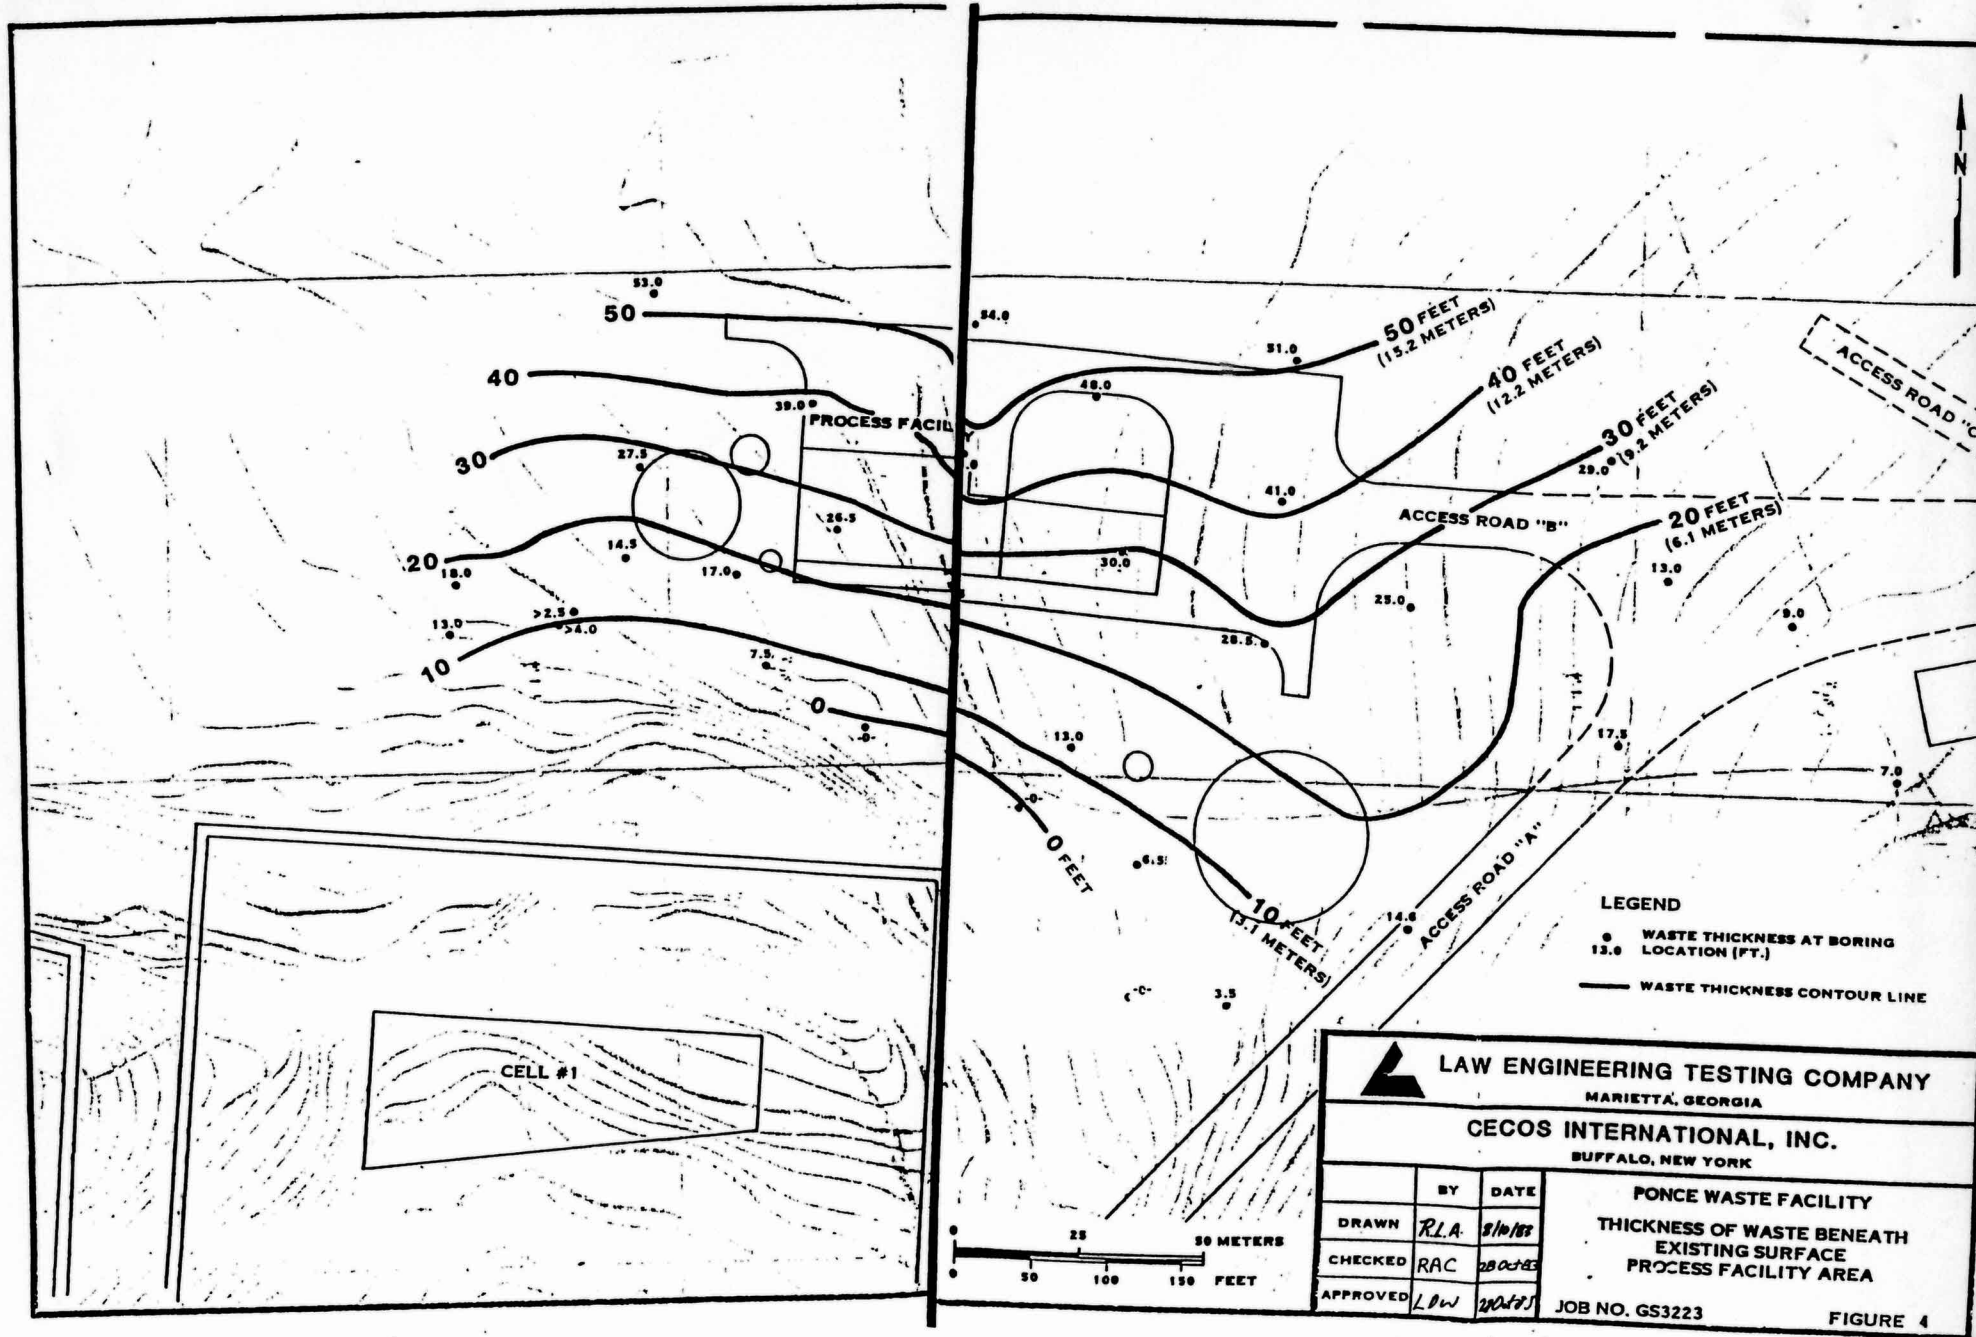 53.0
50
54.0
51.0
50 FEET
(15.2 METERS)
40
39.0
48.0
40 FEET
(12.2 METERS)
ACCESS ROAD "C
PROCESS FACIL
30
27.5
30 FEET
(9.2 METERS)
29.0
26.5
41.0
ACCESS ROAD "B"
20 FEET
(6.1 METERS)
20
18.0
14.5
17.0
30.0
13.0
13.0
>2.5
>4.0
25.0
28.5
9.0
10
7.5
0
-0-
13.0
17.5
7.0
-0-
0 FEET
6.5
10 FEET
(3.1 METERS)
14.6
ACCESS ROAD "A"
3.5
CELL #1
N
LEGEND
13.0 WASTE THICKNESS AT BORING
LOCATION (FT.)
WASTE THICKNESS CONTOUR LINE
0 25 50 METERS
0 50 100 150 FEET
LAW ENGINEERING TESTING COMPANY
MARIETTA, GEORGIA
CECOS INTERNATIONAL, INC.
BUFFALO, NEW YORK
BY DATE
DRAWN R.L.A.
CHECKED RAC
APPROVED LDW
PONCE WASTE FACILITY
THICKNESS OF WASTE BENEATH
EXISTING SURFACE
PROCESS FACILITY AREA
JOB NO. GS3223
FIGURE 4